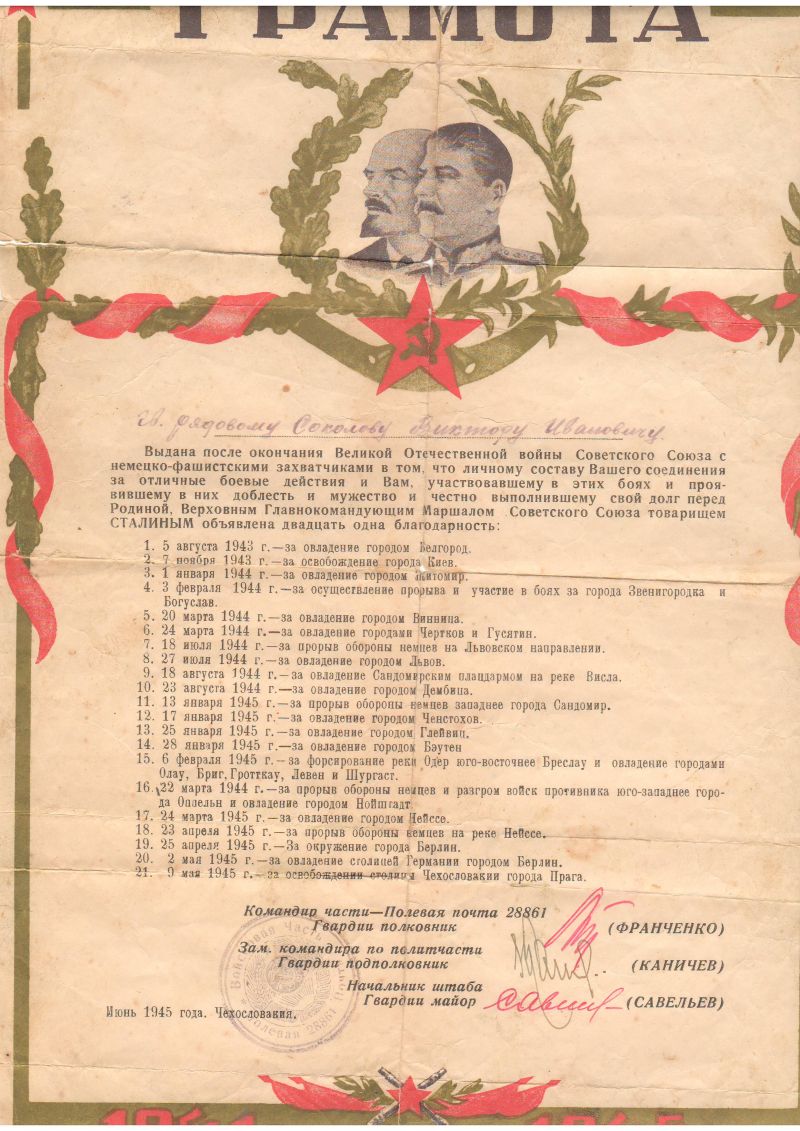 ГРАМОТА
Гв. рядовому Соколову Виктору Ивановичу.
Выдана после окончания Великой Отечественной войны Советского Союза с
немецко-фашистскими захватчиками в том, что личному составу Вашего соединения
за отличные боевые действия и Вам, участвовавшему в этих боях и проя-
вившему в них доблесть и мужество и честно выполнившему свой долг перед
Родиной, Верховным Главнокомандующим Маршалом Советского Союза товарищем
СТАЛИНЫМ объявлена двадцать одна благодарность:
1. 5 августа 1943 г.—за овладение городом Белгород.
2. 7 ноября 1943 г.—за освобождение города Киев.
3. 1 января 1944 г.—за овладение городом Житомир.
4. 3 февраля 1944 г.—за осуществление прорыва и участие в боях за города Звенигородка и
Богуслав.
5. 20 марта 1944 г.—за овладение городом Винница.
6. 24 марта 1944 г.—за овладение городами Чертков и Гусятин.
7. 18 июля 1944 г.—за прорыв обороны немцев на Львовском направлении.
8. 27 июля 1944 г.—за овладение городом Львов.
9. 18 августа 1944 г.—за овладение Сандомирским плацдармом на реке Висла.
10. 23 августа 1944 г.—за овладение городом Дембица.
11. 13 января 1945 г.—за прорыв обороны немцев западнее города Сандомир.
12. 17 января 1945 г.—за овладение городом Ченстохов.
13. 25 января 1945 г.—за овладение городом Глейвиц.
14. 28 января 1945 г.—за овладение городом Бэутен
15. 6 февраля 1945 г.—за форсирование реки Одер юго-восточнее Бреслау и овладение городами
Олау, Бриг, Гротткау, Левен и Шургаст.
16. 22 марта 1944 г.—за прорыв обороны немцев и разгром войск противника юго-западнее горо-
да Оппельн и овладение городом Нойштадт.
17. 24 марта 1945 г.—за овладение городом Нейссе.
18. 23 апреля 1945 г.—за прорыв обороны немцев на реке Нейссе.
19. 25 апреля 1945 г.—За окружение города Берлин.
20. 2 мая 1945 г.—за овладение столицей Германии городом Берлин.
21. 9 мая 1945 г.—за освобождении столицы Чехословакии города Прага.
Командир части—Полевая почта 28861
Гвардии полковник (ФРАНЧЕНКО)
Зам. командира по политчасти
Гвардии подполковник (КАНИЧЕВ)
Начальник штаба
Гвардии майор (САВЕЛЬЕВ)
Июнь 1945 года. Чехословакия.
Войсковая Часть
Полевая 28861
1941 1945